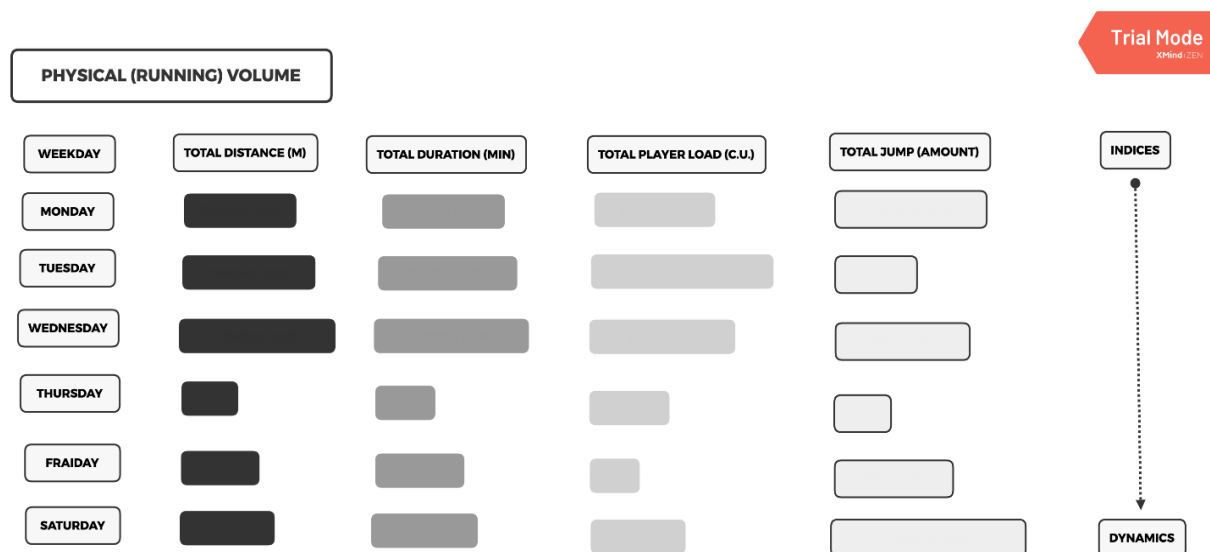 Trial Mode
XMind:ZEN
PHYSICAL (RUNNING) VOLUME
WEEKDAY
TOTAL DISTANCE (M)
TOTAL DURATION (MIN)
TOTAL PLAYER LOAD (C.U.)
TOTAL JUMP (AMOUNT)
INDICES
MONDAY
TUESDAY
WEDNESDAY
THURSDAY
FRAIDAY
SATURDAY
DYNAMICS